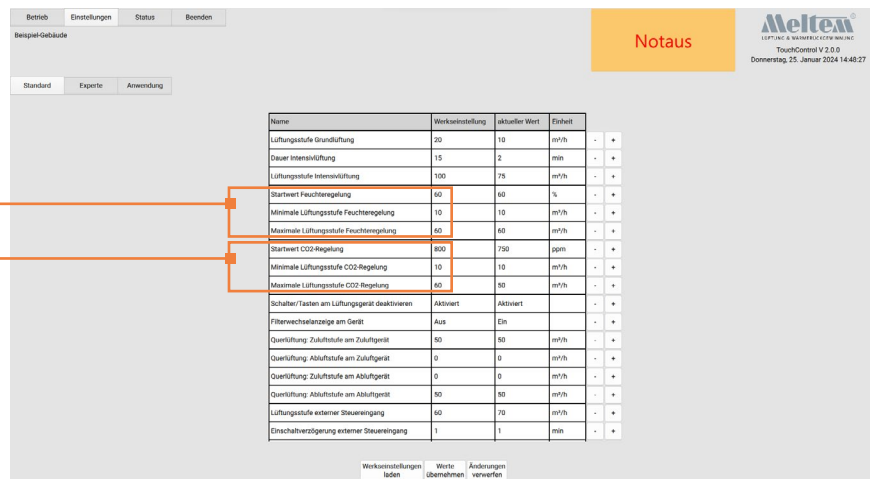 Betrieb Einstellungen Status Beenden
Beispiel-Gebäude
Notaus
Meltem
LÜFTUNG & WÄRMERÜCKGEWINNUNG
TouchControl V 2.0.0
Donnerstag, 25. Januar 2024 14:48:27
Standard Experte Anwendung
Name Werkseinstellung aktueller Wert Einheit
Lüftungsstufe Grundlüftung 20 10 m³/h - +
Dauer Intensivlüftung 15 2 min - +
Lüftungsstufe Intensivlüftung 100 75 m³/h - +
Startwert Feuchteregelung 60 60 % - +
Minimale Lüftungsstufe Feuchteregelung 10 10 m³/h - +
Maximale Lüftungsstufe Feuchteregelung 60 60 m³/h - +
Startwert CO2-Regelung 800 750 ppm - +
Minimale Lüftungsstufe CO2-Regelung 10 10 m³/h - +
Maximale Lüftungsstufe CO2-Regelung 60 50 m³/h - +
Schalter/Tasten am Lüftungsgerät deaktivieren Aktiviert Aktiviert - +
Filterwechselanzeige am Gerät Aus Ein - +
Querlüftung: Zuluftstufe am Zuluftgerät 50 50 m³/h - +
Querlüftung: Abluftstufe am Zuluftgerät 0 0 m³/h - +
Querlüftung: Zuluftstufe am Abluftgerät 0 0 m³/h - +
Querlüftung: Abluftstufe am Abluftgerät 50 50 m³/h - +
Lüftungsstufe externer Steuereingang 60 70 m³/h - +
Einschaltverzögerung externer Steuereingang 1 1 min - +
Werkseinstellungen laden
Werte übernehmen
Änderungen verwerfen